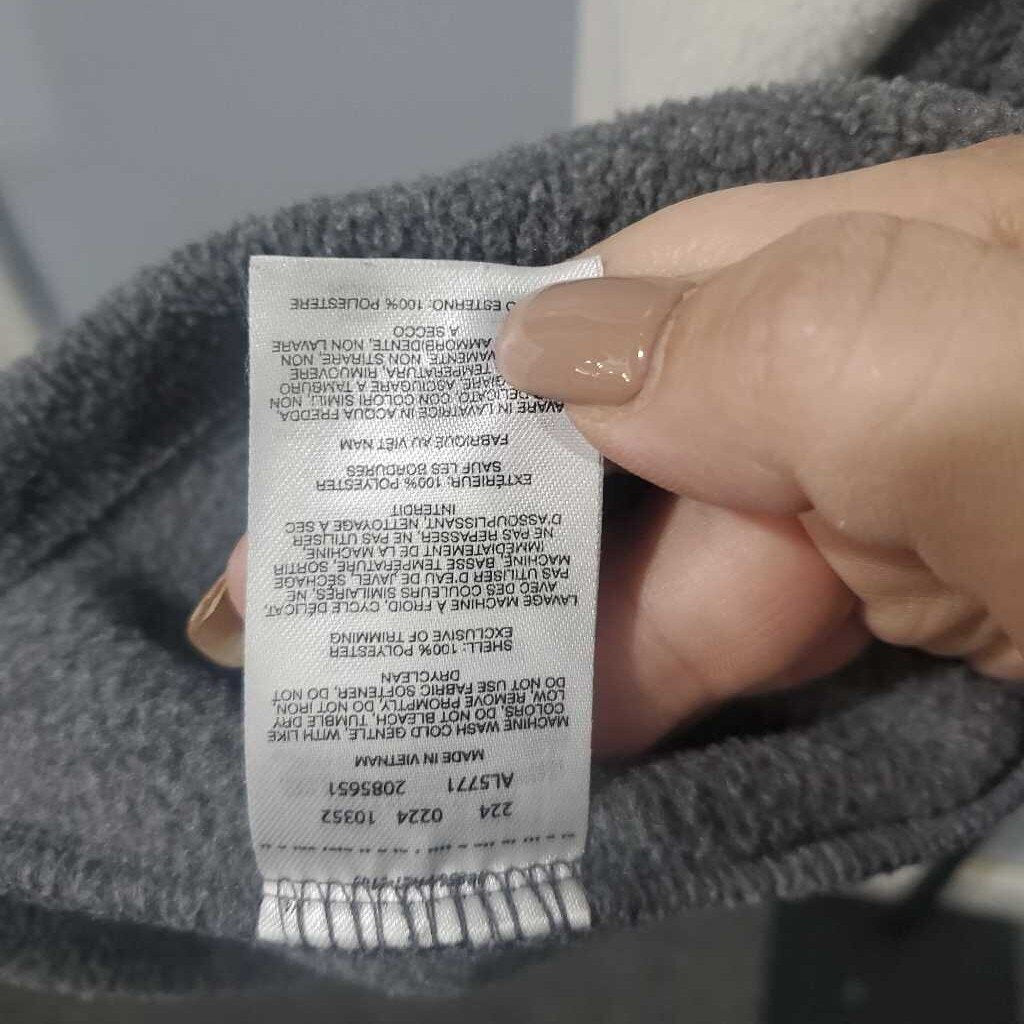 224 0224 10352
AL5771 2085651
MADE IN VIETNAM
MACHINE WASH COLD GENTLE, WITH LIKE
COLORS, DO NOT BLEACH, TUMBLE DRY
LOW, REMOVE PROMPTLY, DO NOT IRON,
DO NOT USE FABRIC SOFTENER, DO NOT
DRYCLEAN
SHELL: 100% POLYESTER
EXCLUSIVE OF TRIMMING
LAVAGE MACHINE À FROID, CYCLE DÉLICAT,
AVEC DES COULEURS SIMILAIRES, NE
PAS UTILISER D'EAU DE JAVEL, SÉCHAGE
MACHINE, BASSE TEMPÉRATURE, SORTIR
IMMÉDIATEMENT DE LA MACHINE,
NE PAS REPASSER, NE PAS UTILISER
D'ASSOUPLISSANT, NETTOYAGE À SEC
INTERDIT
EXTÉRIEUR: 100% POLYESTER
SAUF LES BORDURES
FABRIQUÉ AU VIÊT NAM
AVARE IN LAVATRICE IN ACQUA FREDDA
DELICATO, CON COLORI SIMILI, NON
GIARE, ASCIUGARE A TAMBURO
TEMPERATURA, RIMUOVERE
VAMENTE, NON STIRARE, NON
AMMORBIDENTE, NON LAVARE
A SECCO
O ESTERNO: 100% POLIESTERE